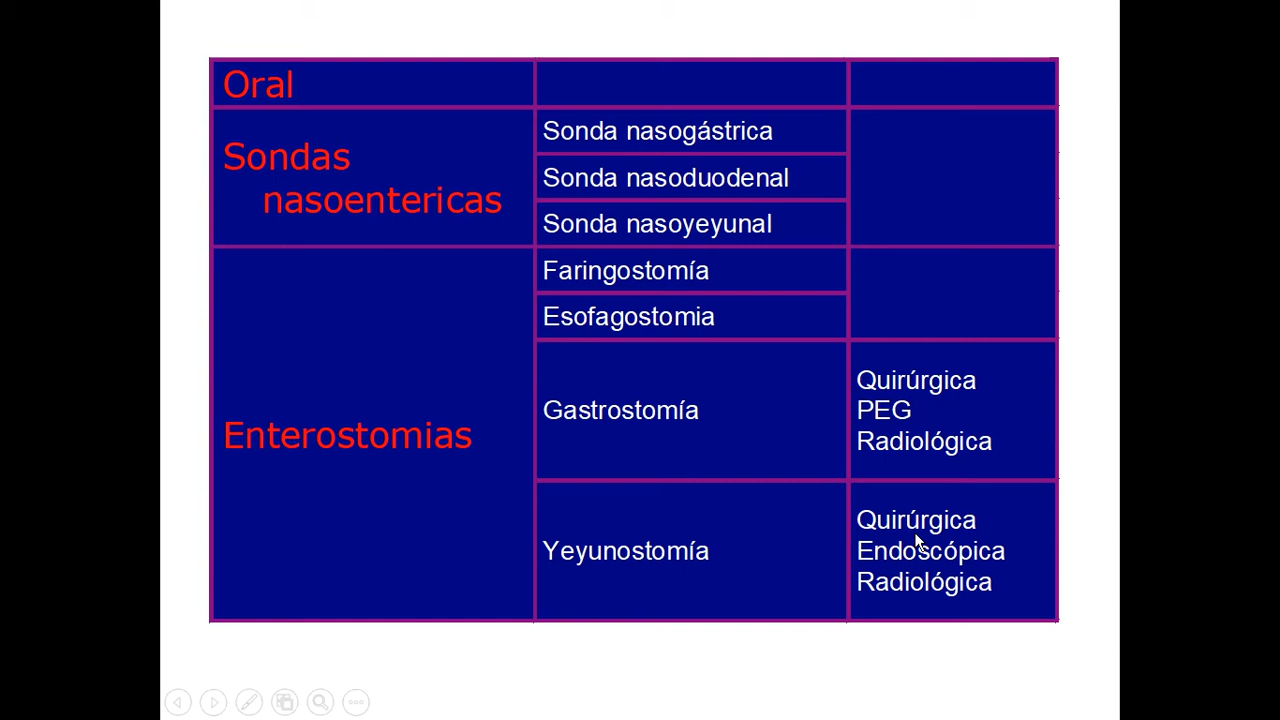 Oral
Sondas
nasoentericas
Sonda nasogástrica
Sonda nasoduodenal
Sonda nasoyeyunal
Enterostomias
Faringostomía
Esofagostomia
Gastrostomía
Quirúrgica
PEG
Radiológica
Yeyunostomía
Quirúrgica
Endoscópica
Radiológica